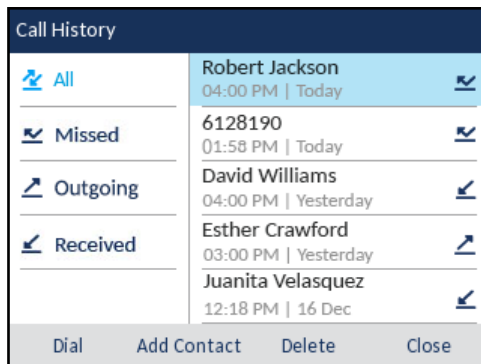 Call History
All
Missed
Outgoing
Received
Robert Jackson
04:00 PM | Today
6128190
01:58 PM | Today
David Williams
04:00 PM | Yesterday
Esther Crawford
03:00 PM | Yesterday
Juanita Velasquez
12:18 PM | 16 Dec
Dial Add Contact Delete Close